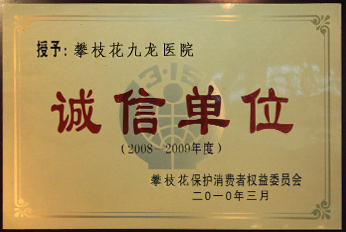 授予：攀枝花九龙医院
诚信单位
（2008—2009年度）
攀枝花保护消费者权益委员会
二〇一〇年三月